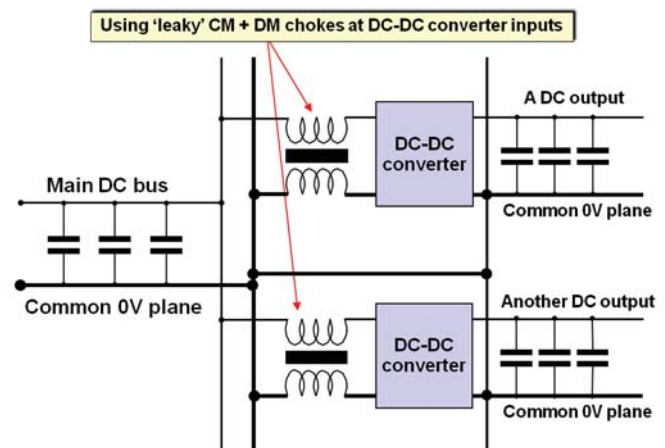 Using ‘leaky’ CM + DM chokes at DC-DC converter inputs
A DC output
DC-DC
converter
Main DC bus
Common 0V plane
Common 0V plane
Another DC output
DC-DC
converter
Common 0V plane